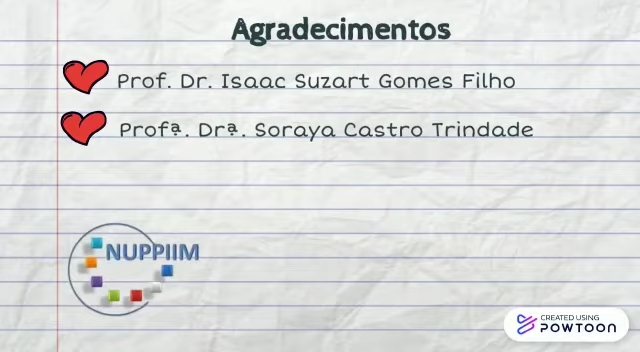 Agradecimentos
Prof. Dr. Isaac Suzart Gomes Filho
Profª. Drª. Soraya Castro Trindade
NUPPIIM
CREATED USING
POWTOON